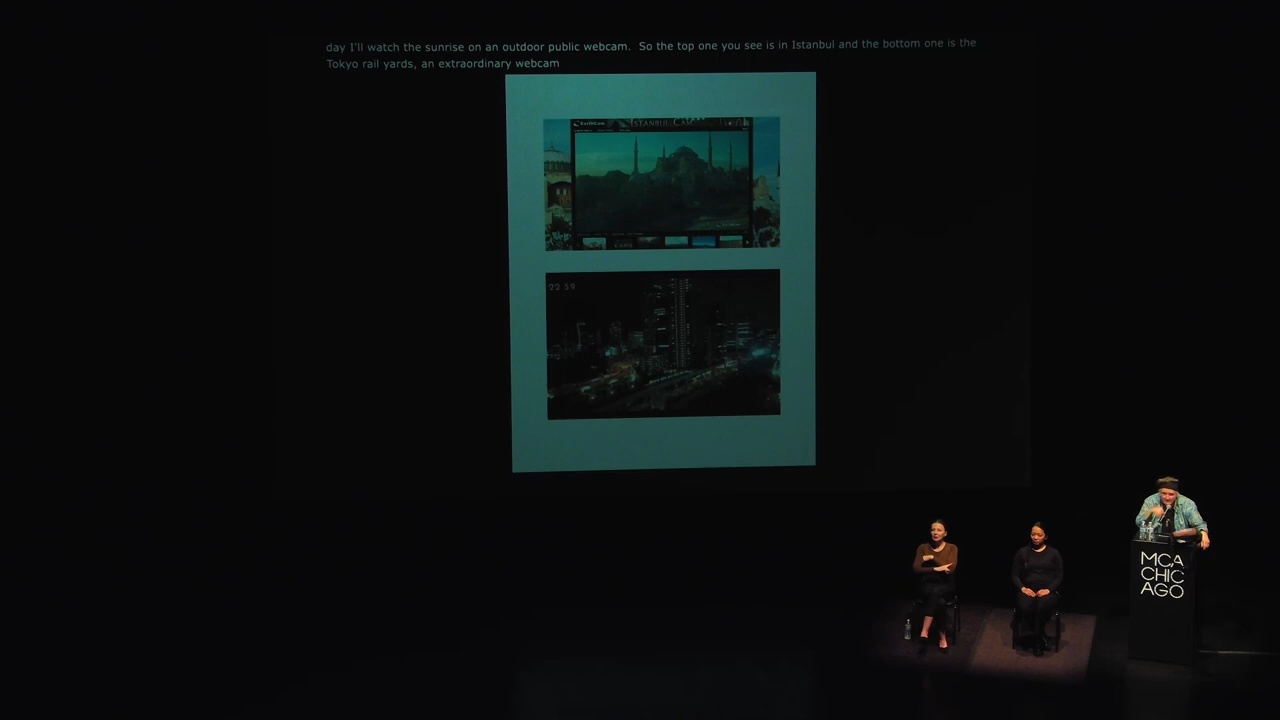 day I'll watch the sunrise on an outdoor public webcam.  So the top one you see is in Istanbul and the bottom one is the
Tokyo rail yards, an extraordinary webcam
EarthCam
ISTANBUL CAM
22 59
MCA
CHIC
AGO